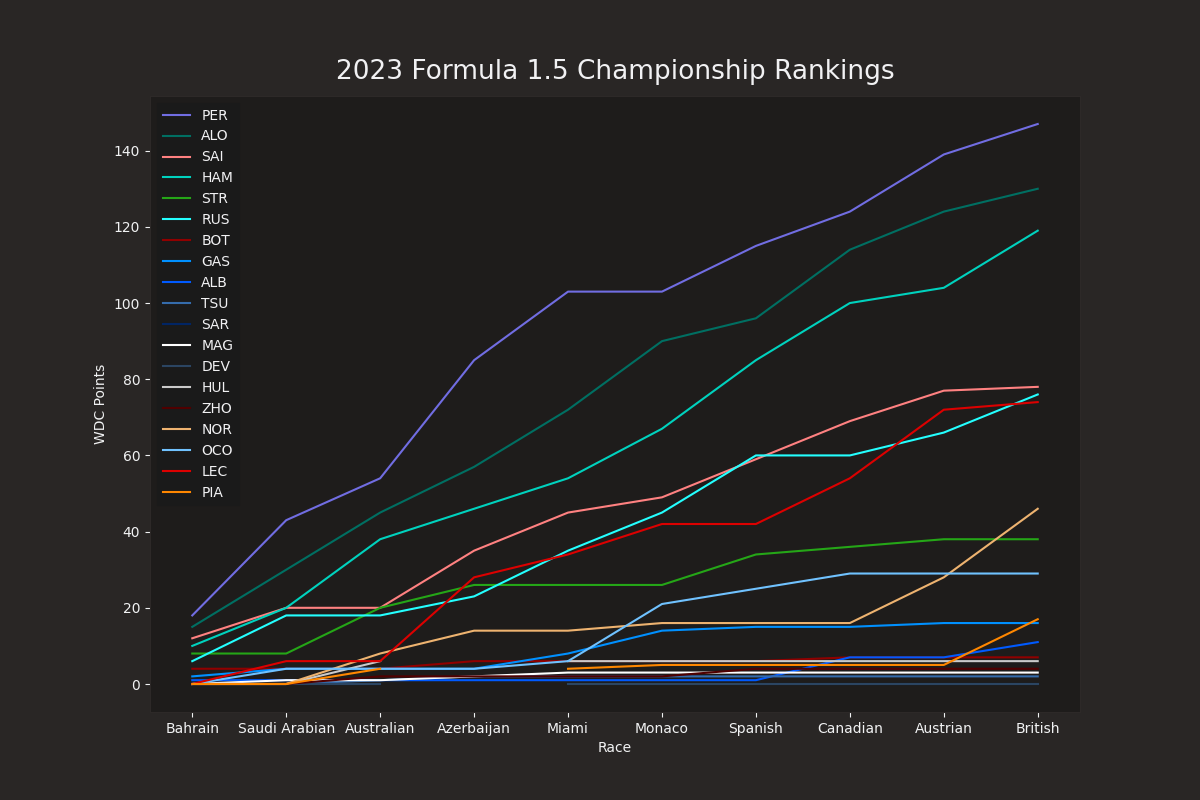 2023 Formula 1.5 Championship Rankings
PER
ALO
SAI
HAM
STR
RUS
BOT
GAS
ALB
TSU
SAR
MAG
DEV
HUL
ZHO
NOR
OCO
LEC
PIA
140
120
100
80
60
40
20
0
WDC Points
Bahrain Saudi Arabian Australian Azerbaijan Miami Monaco Spanish Canadian Austrian British
Race